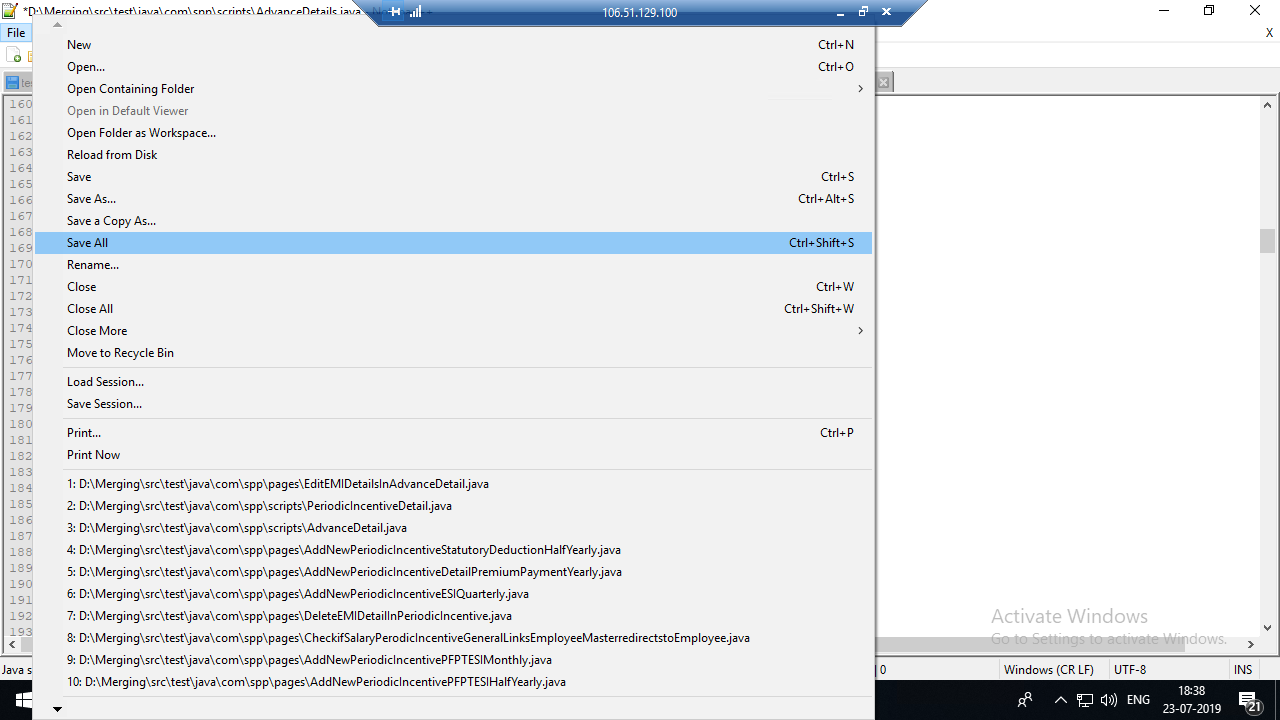 *D:\Merging\src\test\java\com\spp\scripts\AdvanceDetails.java
106.51.129.100
File
X
New Ctrl+N
Open... Ctrl+O
Open Containing Folder
Open in Default Viewer
Open Folder as Workspace...
Reload from Disk
Save Ctrl+S
Save As... Ctrl+Alt+S
Save a Copy As...
Save All Ctrl+Shift+S
Rename...
Close Ctrl+W
Close All Ctrl+Shift+W
Close More
Move to Recycle Bin
Load Session...
Save Session...
Print... Ctrl+P
Print Now
1: D:\Merging\src\test\java\com\spp\pages\EditEMIDetailsInAdvanceDetail.java
2: D:\Merging\src\test\java\com\spp\scripts\PeriodicIncentiveDetail.java
3: D:\Merging\src\test\java\com\spp\scripts\AdvanceDetail.java
4: D:\Merging\src\test\java\com\spp\pages\AddNewPeriodicIncentiveStatutoryDeductionHalfYearly.java
5: D:\Merging\src\test\java\com\spp\pages\AddNewPeriodicIncentiveDetailPremiumPaymentYearly.java
6: D:\Merging\src\test\java\com\spp\pages\AddNewPeriodicIncentiveESIQuarterly.java
7: D:\Merging\src\test\java\com\spp\pages\DeleteEMIDetailInPeriodicIncentive.java
8: D:\Merging\src\test\java\com\spp\pages\CheckifSalaryPerodicIncentiveGeneralLinksEmployeeMasterredirectstoEmployee.java
9: D:\Merging\src\test\java\com\spp\pages\AddNewPeriodicIncentivePFPTESIMonthly.java
10: D:\Merging\src\test\java\com\spp\pages\AddNewPeriodicIncentivePFPTESIHalfYearly.java
160
161
162
163
164
165
166
167
168
169
170
171
172
173
174
175
176
177
178
179
180
181
182
183
184
185
186
187
188
189
190
191
192
193
Activate Windows
Go to Settings to activate Windows.
Java s
0
Windows (CR LF)
UTF-8
INS
ENG
18:38
23-07-2019
21